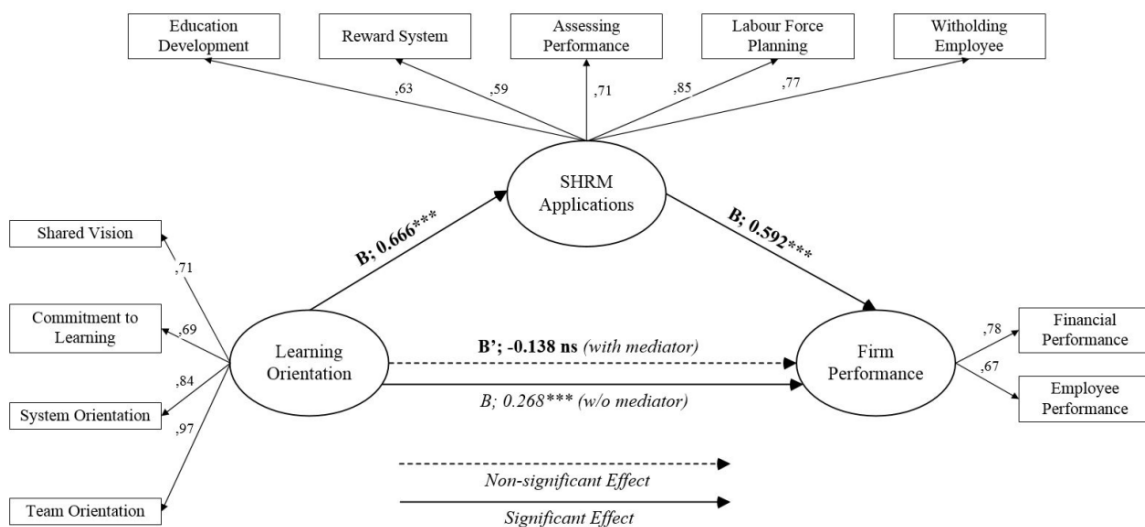 Education
Development
Reward System
Assessing
Performance
Labour Force
Planning
Witholding
Employee
,63
,59
,71
,85
,77
SHRM
Applications
B; 0.666***
B; 0.592***
Shared Vision
,71
Commitment to
Learning
,69
System Orientation
,84
Team Orientation
,97
Learning
Orientation
B’; -0.138 ns (with mediator)
B; 0.268*** (w/o mediator)
Firm
Performance
,78
Financial
Performance
,67
Employee
Performance
Non-significant Effect
Significant Effect